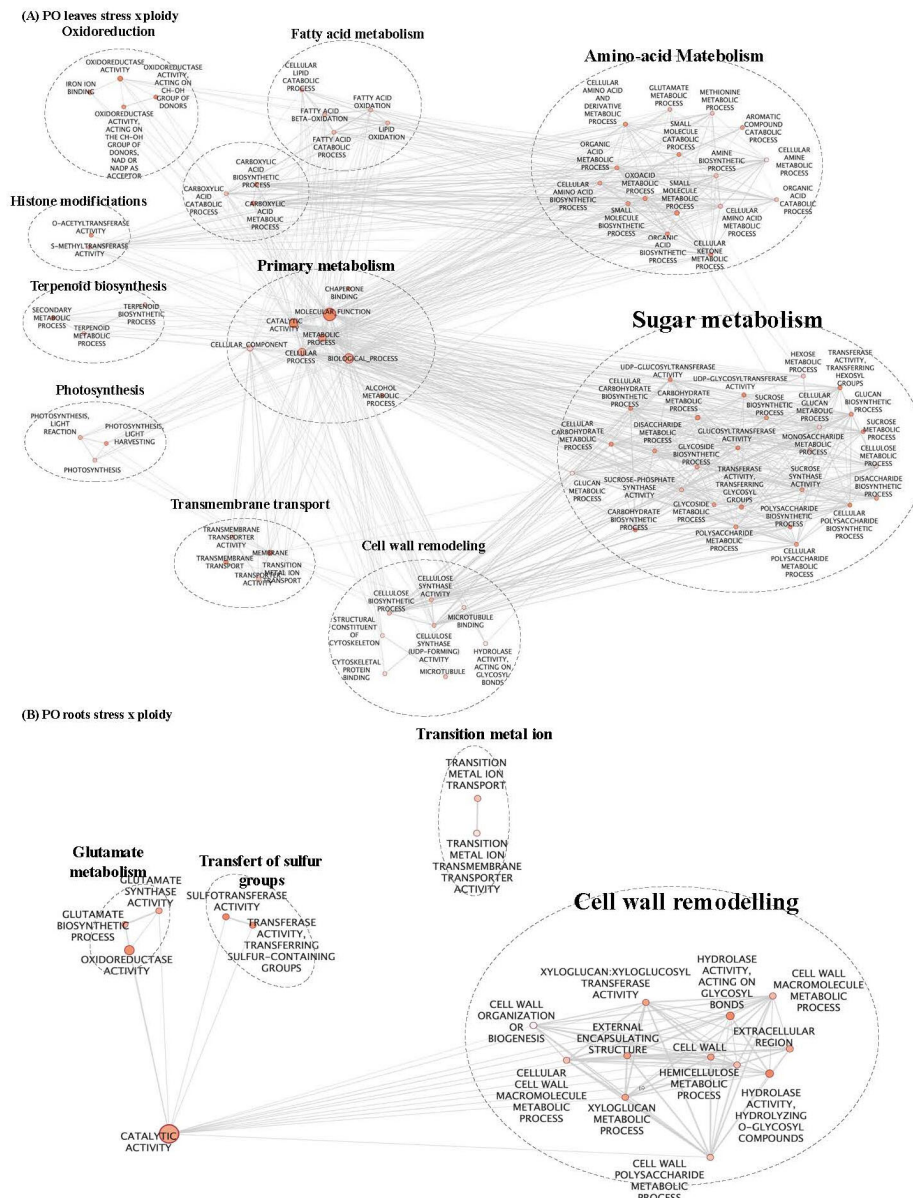 (A) PO leaves stress x ploidy
Oxidoreduction
OXIDOREDUCTASE
ACTIVITY
IRON ION
BINDING
OXIDOREDUCTASE
ACTIVITY,
ACTING ON
CH-OH
GROUP OF
DONORS
OXIDOREDUCTASE
ACTIVITY, ACTING
ON THE CH-OH
GROUP OF
DONORS,
NAD OR
NADP AS
ACCEPTOR
Fatty acid metabolism
CELLULAR
LIPID
CATABOLIC
PROCESS
FATTY ACID
OXIDATION
FATTY ACID
BETA-OXIDATION
LIPID
OXIDATION
FATTY ACID
CATABOLIC
PROCESS
CARBOXYLIC
ACID
BIOSYNTHETIC
PROCESS
CARBOXYLIC
ACID
CATABOLIC
PROCESS
CARBOXYLIC
ACID
METABOLIC
PROCESS
Amino-acid Matebolism
CELLULAR
AMINO ACID
AND
DERIVATIVE
METABOLIC
PROCESS
GLUTAMATE
METABOLIC
PROCESS
METHIONINE
METABOLIC
PROCESS
AROMATIC
COMPOUND
CATABOLIC
PROCESS
SMALL
MOLECULE
CATABOLIC
PROCESS
ORGANIC
ACID
METABOLIC
PROCESS
AMINE
BIOSYNTHETIC
PROCESS
CELLULAR
AMINE
METABOLIC
PROCESS
CELLULAR
AMINO ACID
BIOSYNTHETIC
PROCESS
OXOACID
METABOLIC
PROCESS
SMALL
MOLECULE
METABOLIC
PROCESS
ORGANIC
ACID
CATABOLIC
PROCESS
SMALL
MOLECULE
BIOSYNTHETIC
PROCESS
CELLULAR
AMINO ACID
METABOLIC
PROCESS
ORGANIC
ACID
BIOSYNTHETIC
PROCESS
CELLULAR
KETONE
METABOLIC
PROCESS
Histone modificiations
O-ACETYLTRANSFERASE
ACTIVITY
S-METHYLTRANSFERASE
ACTIVITY
Terpenoid biosynthesis
SECONDARY
METABOLIC
PROCESS
TERPENOID
BIOSYNTHETIC
PROCESS
TERPENOID
METABOLIC
PROCESS
Primary metabolism
CHAPERONE
BINDING
MOLECULAR_FUNCTION
CATALYTIC
ACTIVITY
METABOLIC
PROCESS
CELLULAR_COMPONENT
CELLULAR
PROCESS
BIOLOGICAL_PROCESS
ALCOHOL
METABOLIC
PROCESS
Photosynthesis
PHOTOSYNTHESIS,
LIGHT
REACTION
PHOTOSYNTHESIS,
LIGHT
HARVESTING
PHOTOSYNTHESIS
Sugar metabolism
UDP-GLUCOSYLTRANSFERASE
ACTIVITY
HEXOSE
METABOLIC
PROCESS
TRANSFERASE
ACTIVITY,
TRANSFERRING
HEXOSYL
GROUPS
UDP-GLYCOSYLTRANSFERASE
ACTIVITY
CELLULAR
CARBOHYDRATE
BIOSYNTHETIC
PROCESS
CARBOHYDRATE
METABOLIC
PROCESS
SUCROSE
BIOSYNTHETIC
PROCESS
CELLULAR
GLUCAN
METABOLIC
PROCESS
GLUCAN
BIOSYNTHETIC
PROCESS
CELLULAR
CARBOHYDRATE
METABOLIC
PROCESS
DISACCHARIDE
METABOLIC
PROCESS
GLUCOSYLTRANSFERASE
ACTIVITY
MONOSACCHARIDE
METABOLIC
PROCESS
SUCROSE
METABOLIC
PROCESS
GLYCOSIDE
BIOSYNTHETIC
PROCESS
CELLULOSE
METABOLIC
PROCESS
GLUCAN
METABOLIC
PROCESS
SUCROSE-PHOSPHATE
SYNTHASE
ACTIVITY
TRANSFERASE
ACTIVITY,
TRANSFERRING
GLYCOSYL
GROUPS
SUCROSE
SYNTHASE
ACTIVITY
DISACCHARIDE
BIOSYNTHETIC
PROCESS
CARBOHYDRATE
BIOSYNTHETIC
PROCESS
GLYCOSIDE
METABOLIC
PROCESS
POLYSACCHARIDE
BIOSYNTHETIC
PROCESS
CELLULAR
POLYSACCHARIDE
BIOSYNTHETIC
PROCESS
POLYSACCHARIDE
METABOLIC
PROCESS
CELLULAR
POLYSACCHARIDE
METABOLIC
PROCESS
Transmembrane transport
TRANSMEMBRANE
TRANSPORTER
ACTIVITY
MEMBRANE
TRANSMEMBRANE
TRANSPORT
TRANSITION
METAL ION
TRANSPORT
TRANSPORTER
ACTIVITY
Cell wall remodeling
CELLULOSE
SYNTHASE
ACTIVITY
CELLULOSE
BIOSYNTHETIC
PROCESS
MICROTUBULE
BINDING
STRUCTURAL
CONSTITUENT
OF
CYTOSKELETON
CELLULOSE
SYNTHASE
(UDP-FORMING)
ACTIVITY
HYDROLASE
ACTIVITY,
ACTING ON
GLYCOSYL
BONDS
CYTOSKELETAL
PROTEIN
BINDING
MICROTUBULE
(B) PO roots stress x ploidy
Transition metal ion
TRANSITION
METAL ION
TRANSPORT
TRANSITION
METAL ION
TRANSMEMBRANE
TRANSPORTER
ACTIVITY
Glutamate
metabolism
GLUTAMATE
SYNTHASE
ACTIVITY
GLUTAMATE
BIOSYNTHETIC
PROCESS
OXIDOREDUCTASE
ACTIVITY
Transfert of sulfur
groups
SULFOTRANSFERASE
ACTIVITY
TRANSFERASE
ACTIVITY,
TRANSFERRING
SULFUR-CONTAINING
GROUPS
Cell wall remodelling
XYLOGLUCAN:XYLOGLUCOSYL
TRANSFERASE
ACTIVITY
HYDROLASE
ACTIVITY,
ACTING ON
GLYCOSYL
BONDS
CELL WALL
MACROMOLECULE
METABOLIC
PROCESS
CELL WALL
ORGANIZATION
OR
BIOGENESIS
EXTERNAL
ENCAPSULATING
STRUCTURE
CELL WALL
EXTRACELLULAR
REGION
CELLULAR
CELL WALL
MACROMOLECULE
METABOLIC
PROCESS
HEMICELLULOSE
METABOLIC
PROCESS
XYLOGLUCAN
METABOLIC
PROCESS
HYDROLASE
ACTIVITY,
HYDROLYZING
O-GLYCOSYL
COMPOUNDS
CELL WALL
POLYSACCHARIDE
METABOLIC
PROCESS
CATALYTIC
ACTIVITY